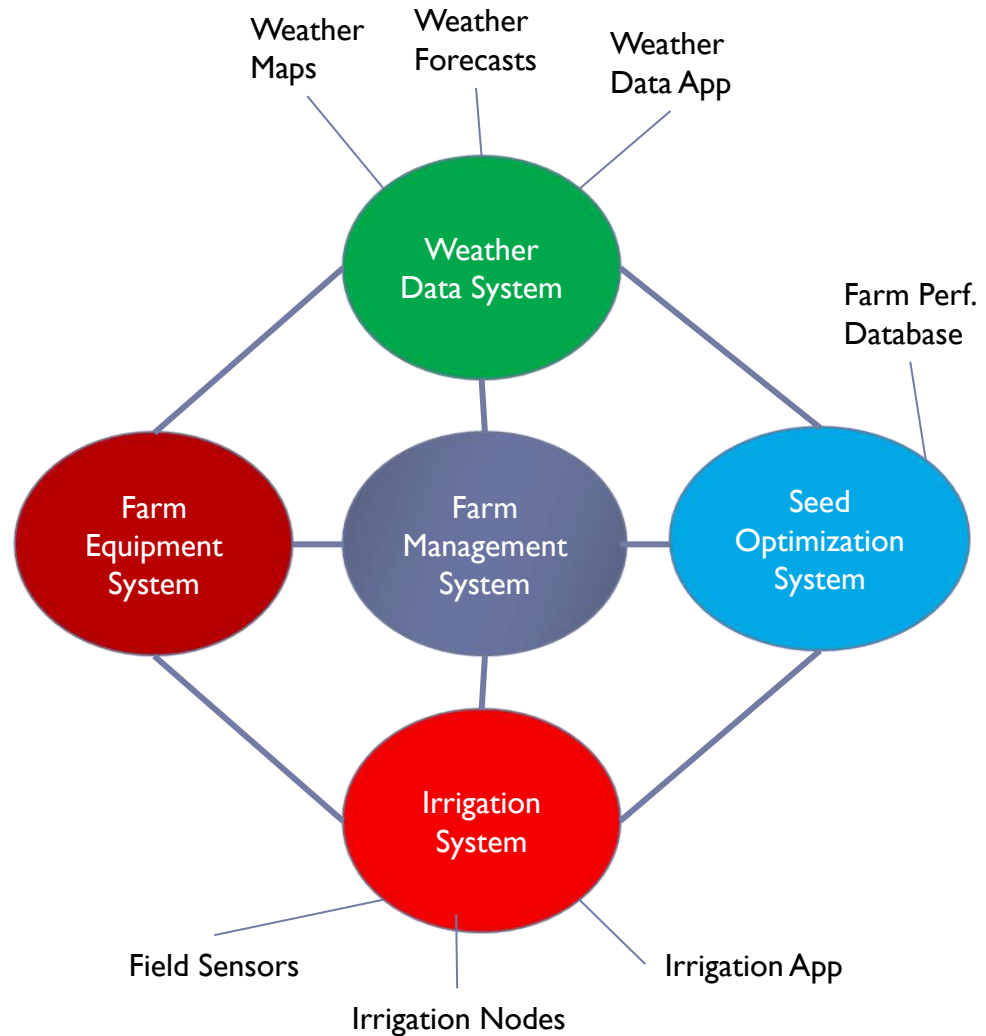 Weather
Maps
Weather
Forecasts
Weather
Data App
Weather
Data System
Farm Perf.
Database
Farm
Equipment
System
Farm
Management
System
Seed
Optimization
System
Irrigation
System
Field Sensors
Irrigation App
Irrigation Nodes